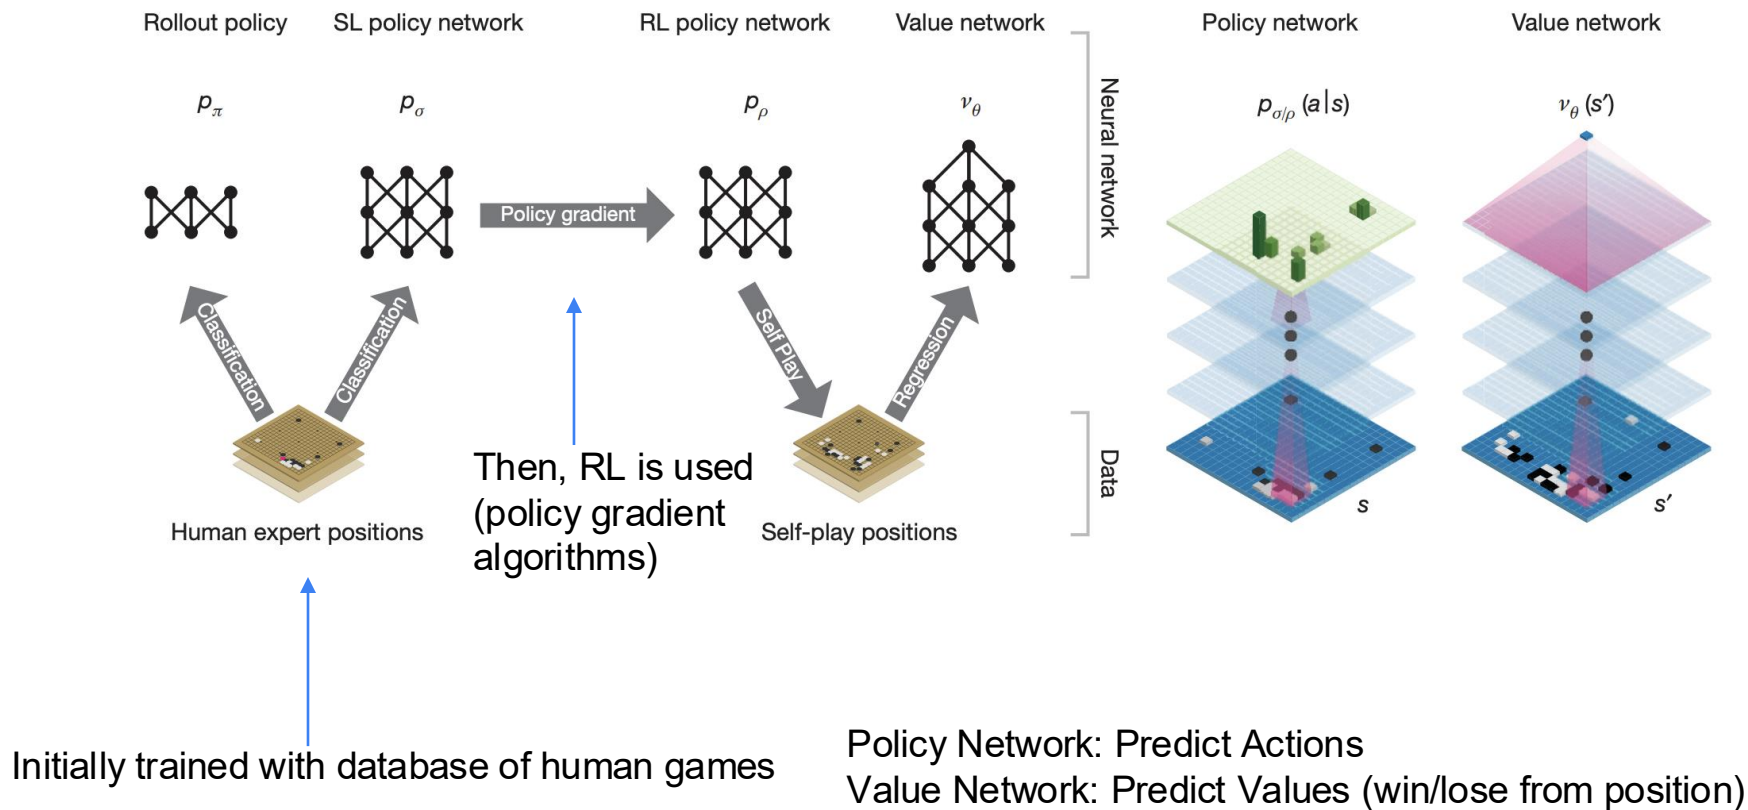 Rollout policy
SL policy network
RL policy network
Value network
Policy network
Value network
pπ
pσ
pρ
νθ
Neural network
pσ/ρ (a|s)
νθ (s′)
Policy gradient
Classification
Classification
Self Play
Regression
Data
Then, RL is used
(policy gradient
algorithms)
s
s′
Human expert positions
Self-play positions
Initially trained with database of human games
Policy Network: Predict Actions
Value Network: Predict Values (win/lose from position)